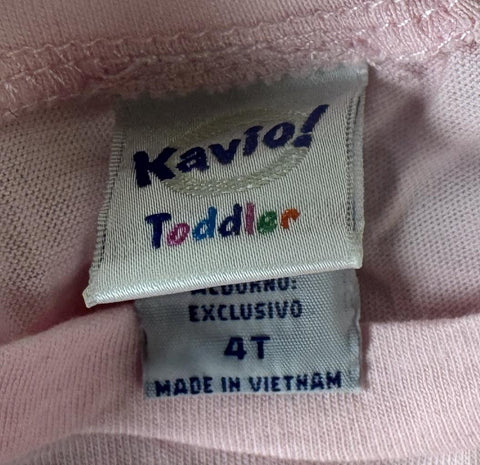 Kavio!
Toddler
EXCLUSIVO
4T
MADE IN VIETNAM